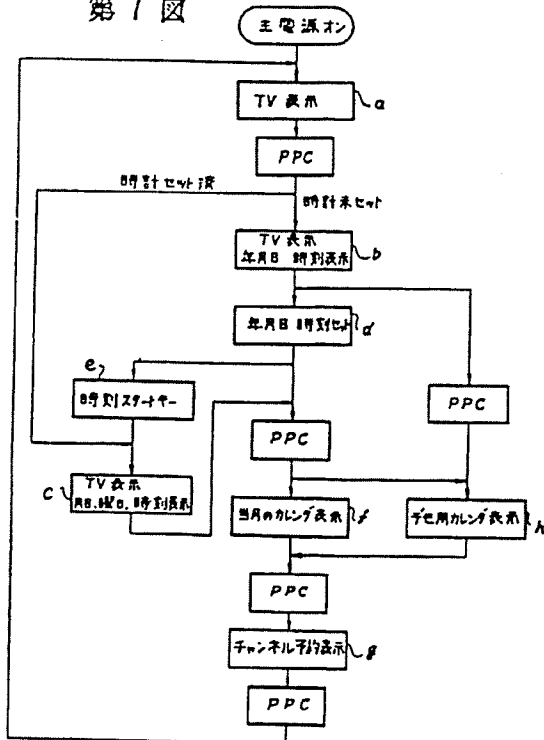 第1図
主電源オン
TV表示
a
PPC
時計セット済
時計未セット
TV表示
年月日 時刻表示
b
年月日 時刻セット
d
e
時刻スタートキー
PPC
PPC
c
TV表示
月日、曜日、時刻表示
当月のカレンダ表示
f
デモ用カレンダ表示
h
PPC
チャンネル予約表示
g
PPC